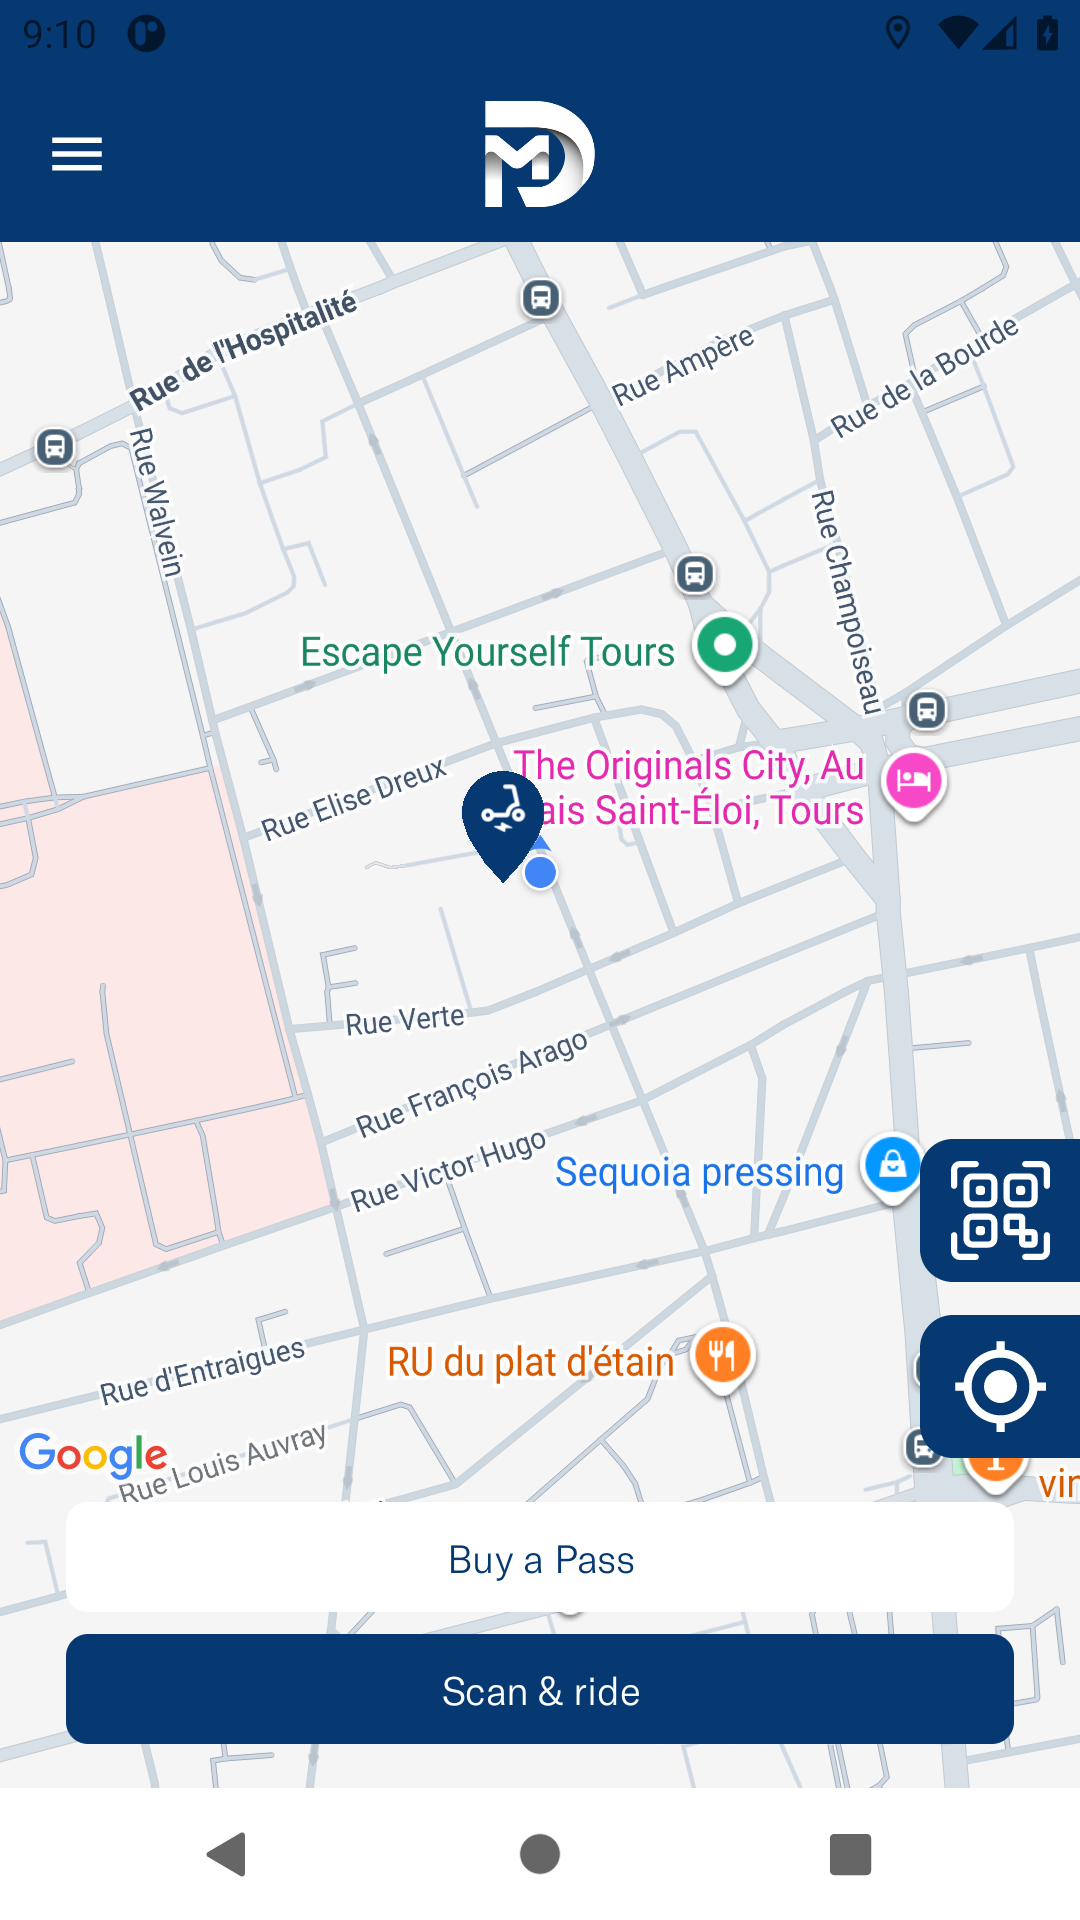 9:10
MD
Rue de l'Hospitalité
Rue Ampère
Rue de la Bourde
Rue Walvein
Rue Champoiseau
Escape Yourself Tours
Rue Elise Dreux
The Originals City, Au
ais Saint-Éloi, Tours
Rue Verte
Rue François Arago
Rue Victor Hugo
Sequoia pressing
RU du plat d'étain
Rue d'Entraigues
Google
Rue Louis Auvray
Buy a Pass
Scan & ride